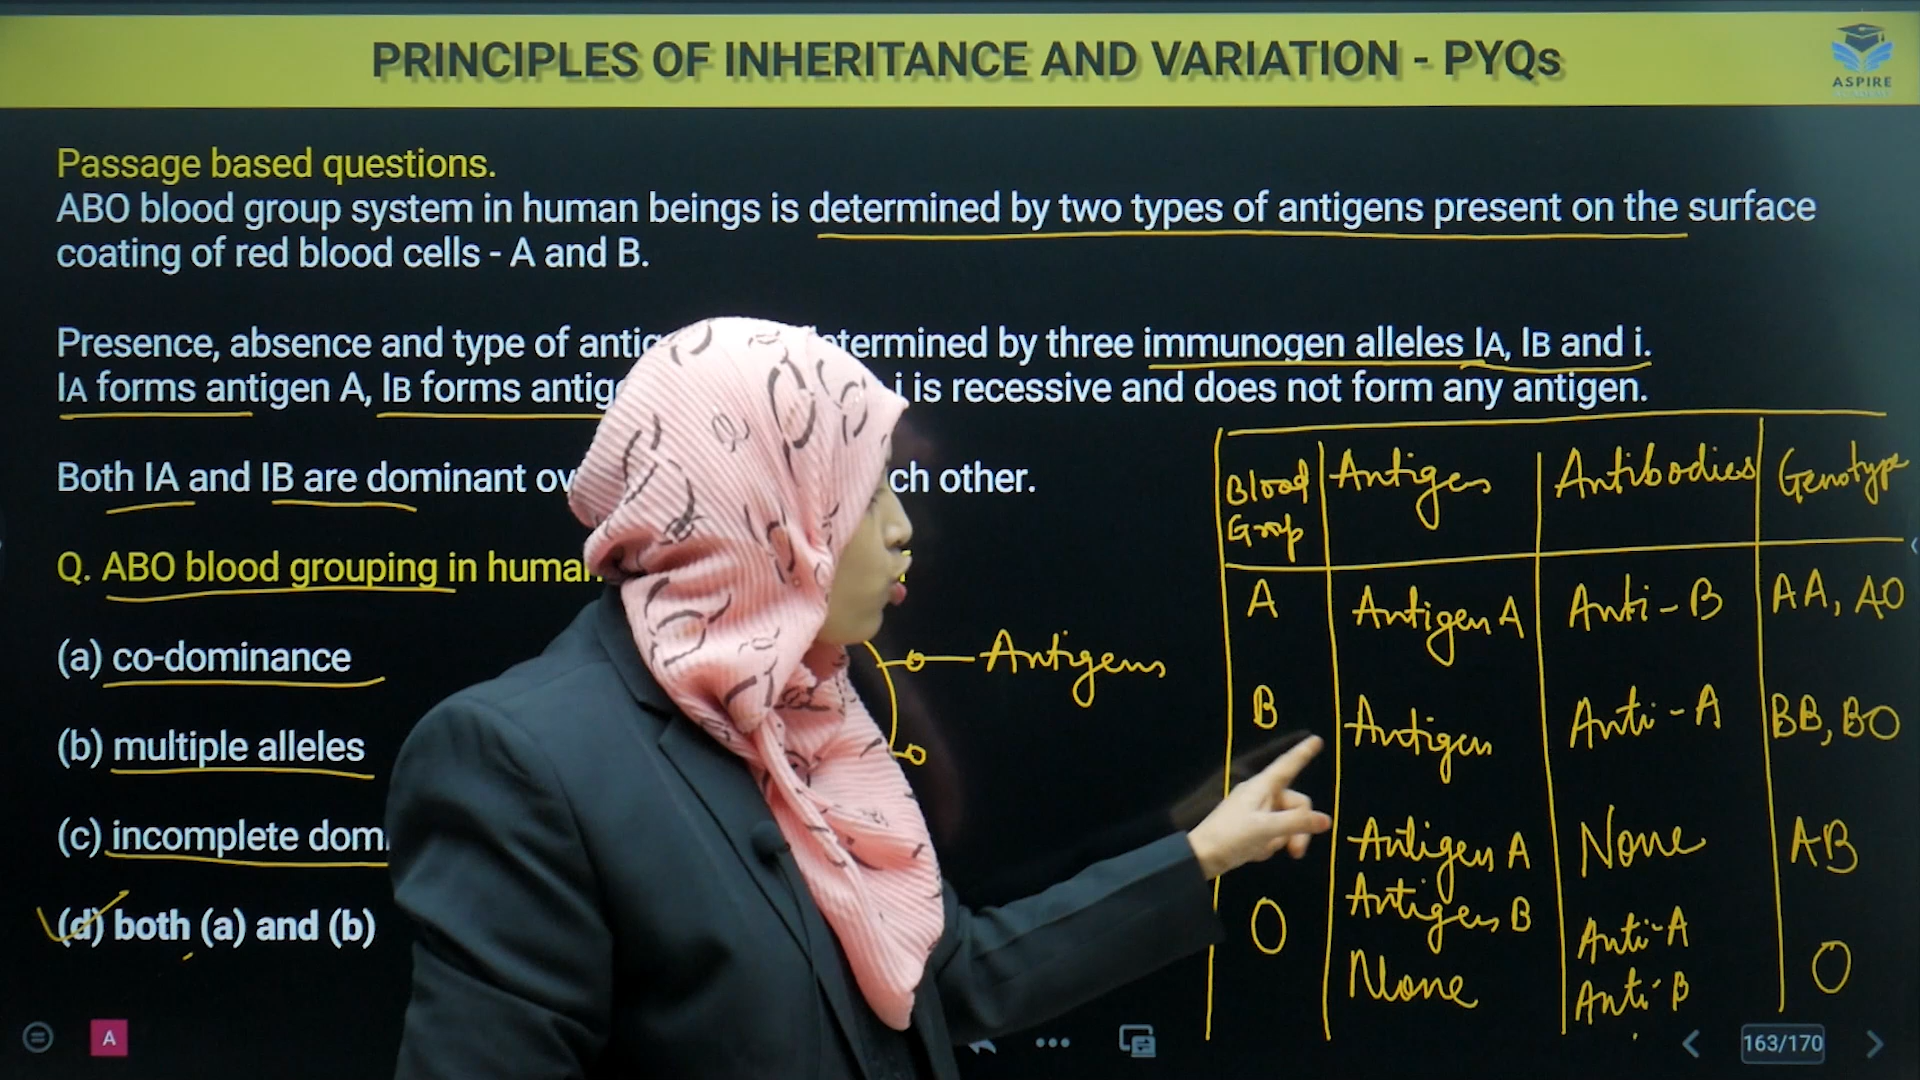 PRINCIPLES OF INHERITANCE AND VARIATION - PYQs
ASPIRE
Passage based questions.
ABO blood group system in human beings is determined by two types of antigens present on the surface
coating of red blood cells - A and B.
Presence, absence and type of antig etermined by three immunogen alleles IA, IB and i.
IA forms antigen A, IB forms antig i is recessive and does not form any antigen.
Both IA and IB are dominant ov ch other.
Q. ABO blood grouping in human
(a) co-dominance
(b) multiple alleles
(c) incomplete dom
(d) both (a) and (b)
Antigens
Blood Group Antigen Antibodies Genotype
A Antigen A Anti-B AA, AO
B Antigen Anti-A BB, BO
Antigen A None AB
Antigen B
O None Anti-A O
Anti-B
A
163/170